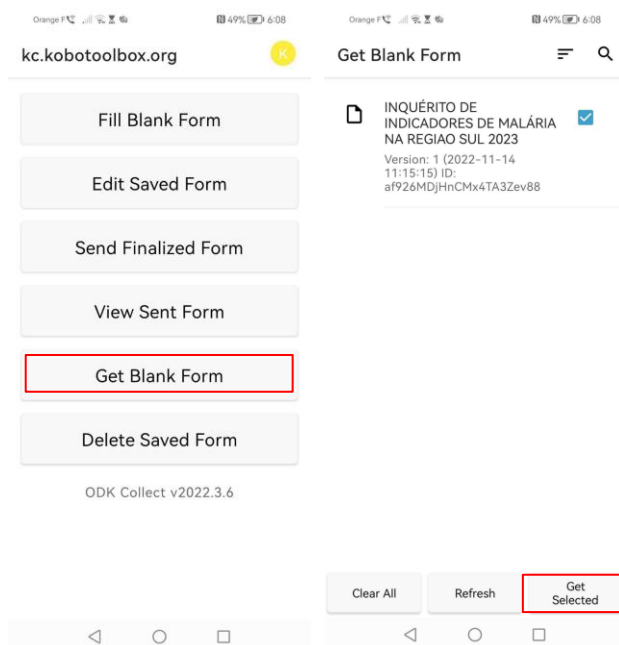 Orange F 49% 6:08
kc.kobotoolbox.org
K
Fill Blank Form
Edit Saved Form
Send Finalized Form
View Sent Form
Get Blank Form
Delete Saved Form
ODK Collect v2022.3.6
Orange F 49% 6:08
Get Blank Form
INQUÉRITO DE
INDICADORES DE MALÁRIA
NA REGIAO SUL 2023
Version: 1 (2022-11-14
11:15:15) ID:
af926MDjHnCMx4TA3Zev88
Clear All
Refresh
Get
Selected